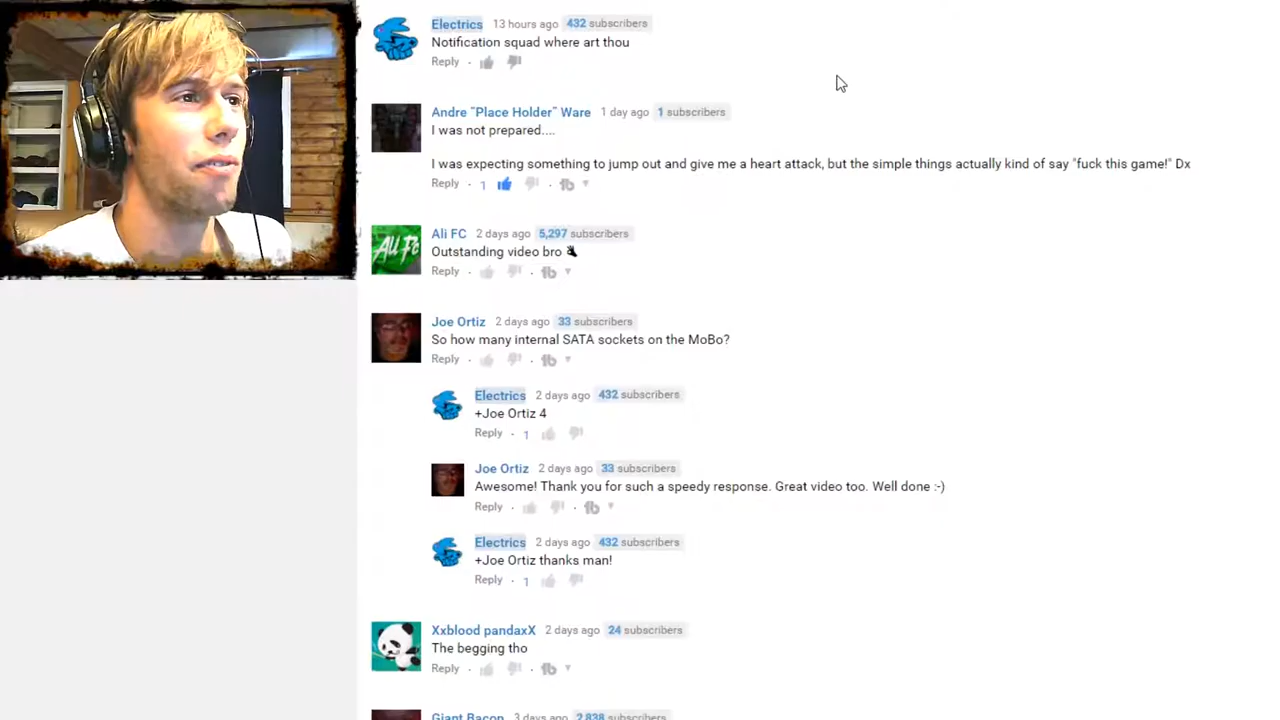 Electrics 13 hours ago 432 subscribers
Notification squad where art thou
Reply
Andre "Place Holder" Ware 1 day ago 1 subscribers
I was not prepared....
I was expecting something to jump out and give me a heart attack, but the simple things actually kind of say "fuck this game!" Dx
Reply · 1
Ali FC 2 days ago 5,297 subscribers
Outstanding video bro
Reply
Joe Ortiz 2 days ago 33 subscribers
So how many internal SATA sockets on the MoBo?
Reply
Electrics 2 days ago 432 subscribers
+Joe Ortiz 4
Reply · 1
Joe Ortiz 2 days ago 33 subscribers
Awesome! Thank you for such a speedy response. Great video too. Well done :-)
Reply
Electrics 2 days ago 432 subscribers
+Joe Ortiz thanks man!
Reply · 1
Xxblood pandaxX 2 days ago 24 subscribers
The begging tho
Reply
Giant Bacon 3 days ago 2,838 subscribers